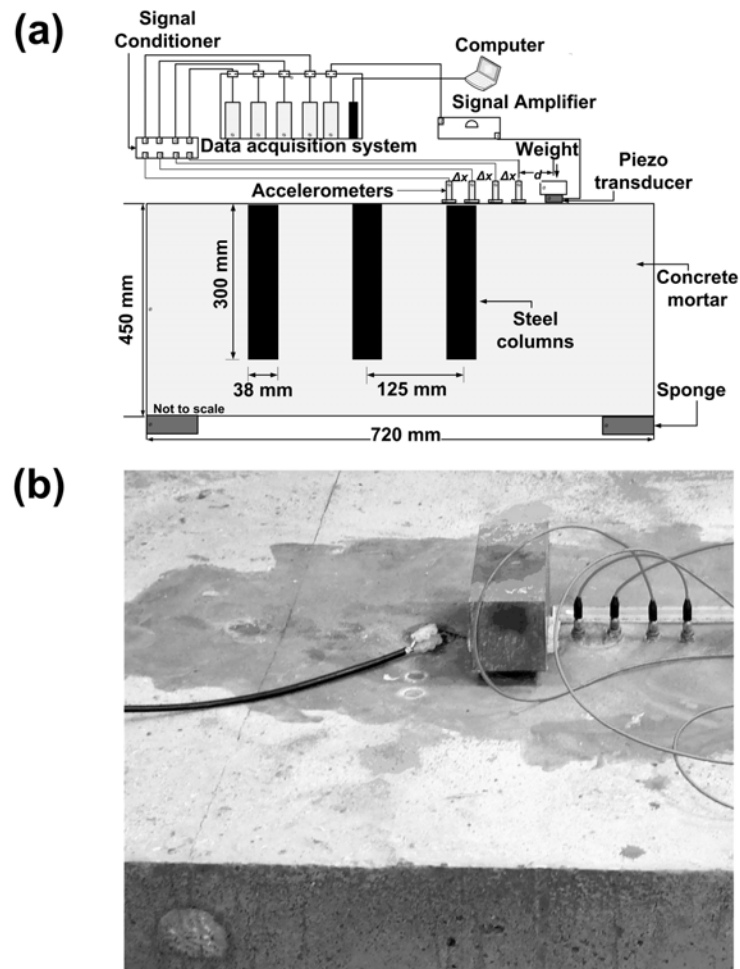 (a)
Signal
Conditioner
Computer
Signal Amplifier
Data acquisition system
Weight
Piezo
transducer
Accelerometers
Δx
Δx
Δx
d
450 mm
300 mm
Concrete
mortar
Steel
columns
38 mm
125 mm
Sponge
Not to scale
720 mm
(b)